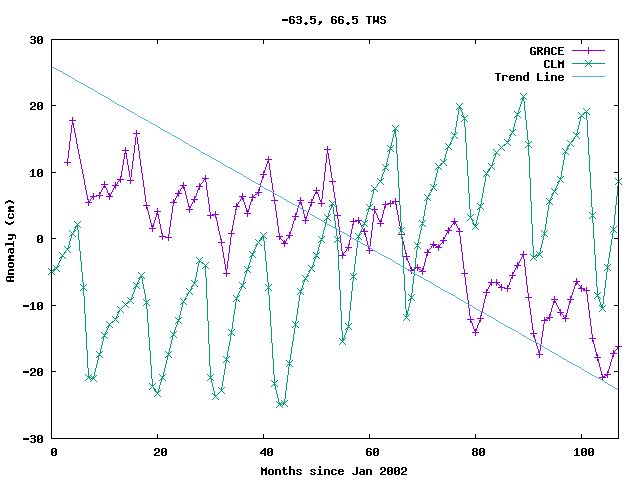 -63.5, 66.5 TWS
GRACE
CLM
Trend Line
30
20
10
0
-10
-20
-30
Anomaly (cm)
0 20 40 60 80 100
Months since Jan 2002